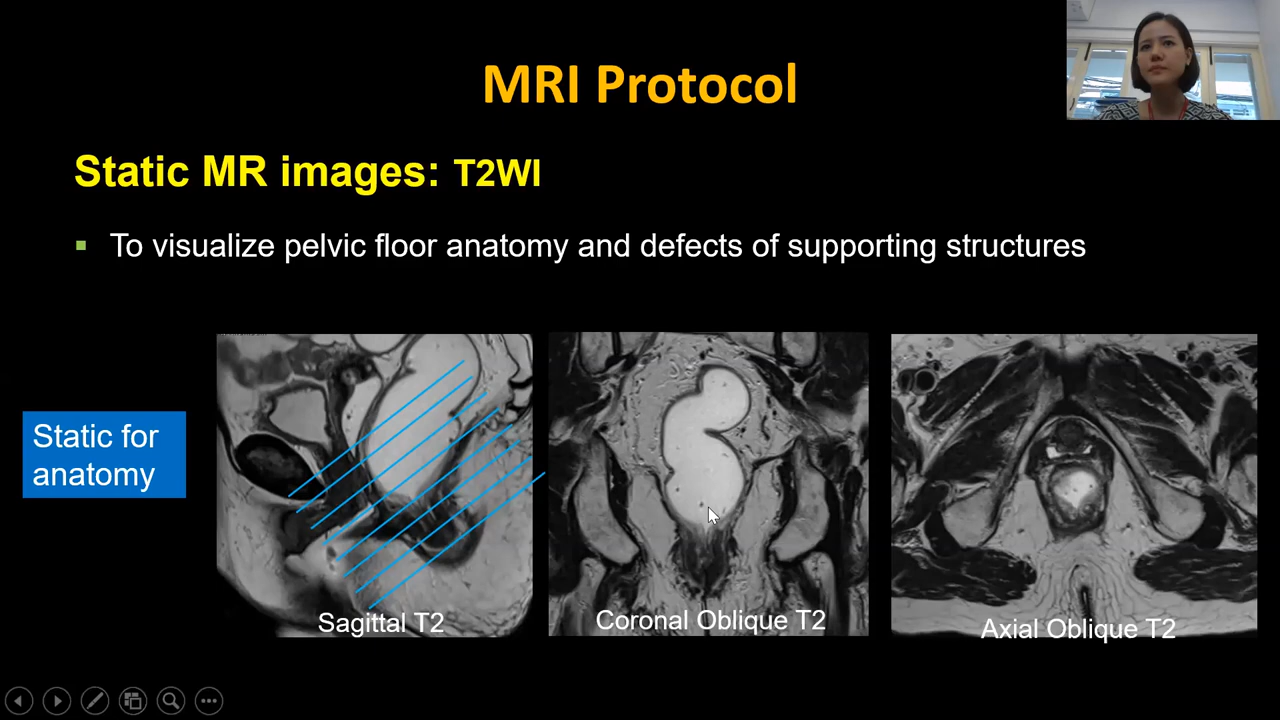 MRI Protocol
Static MR images: T2WI
▪ To visualize pelvic floor anatomy and defects of supporting structures
Static for
anatomy
Sagittal T2
Coronal Oblique T2
Axial Oblique T2